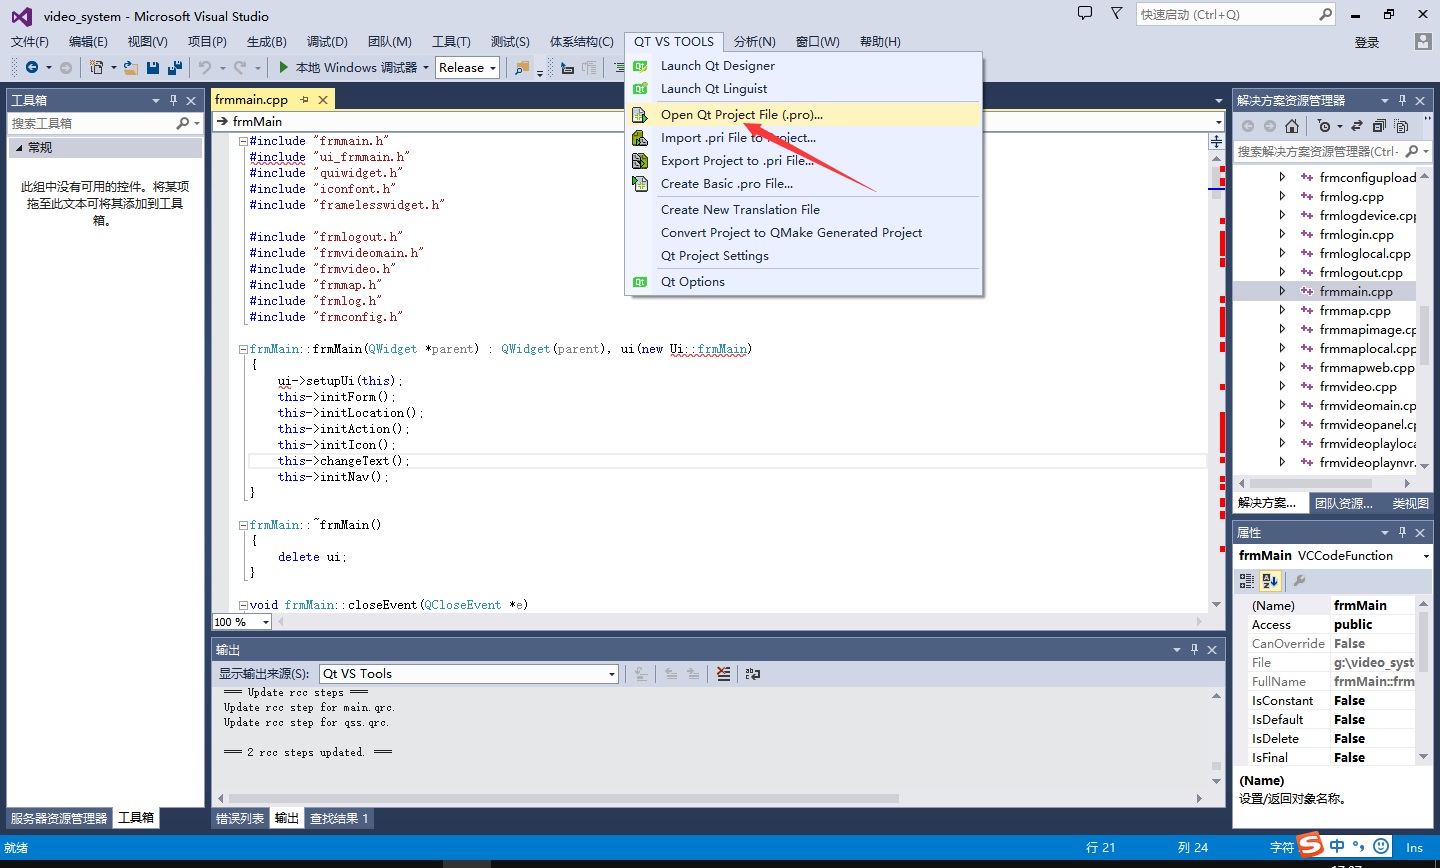 video_system - Microsoft Visual Studio
快速启动 (Ctrl+Q)
文件(F) 编辑(E) 视图(V) 项目(P) 生成(B) 调试(D) 团队(M) 工具(T) 测试(S) 体系结构(C) QT VS TOOLS 分析(N) 窗口(W) 帮助(H) 登录
本地 Windows 调试器 Release
Launch Qt Designer
Launch Qt Linguist
Open Qt Project File (.pro)...
Import .pri File to Project...
Export Project to .pri File...
Create Basic .pro File...
Create New Translation File
Convert Project to QMake Generated Project
Qt Project Settings
Qt Options
工具箱
搜索工具箱
常规
此组中没有可用的控件。将某项
拖至此文本可将其添加到工具
箱。
服务器资源管理器 工具箱
frmmain.cpp
frmMain
#include "frmmain.h"
#include "ui_frmmain.h"
#include "quiwidget.h"
#include "iconfont.h"
#include "framelesswidget.h"
#include "frmlogout.h"
#include "frmvideomain.h"
#include "frmvideo.h"
#include "frmmap.h"
#include "frmlog.h"
#include "frmconfig.h"
frmMain::frmMain(QWidget *parent) : QWidget(parent), ui(new Ui::frmMain)
{
ui->setupUi(this);
this->initForm();
this->initLocation();
this->initAction();
this->initIcon();
this->changeText();
this->initNav();
}
frmMain::~frmMain()
{
delete ui;
}
void frmMain::closeEvent(QCloseEvent *e)
100 %
输出
显示输出来源(S): Qt VS Tools
=== Update rcc steps ===
Update rcc step for main.qrc.
Update rcc step for qss.qrc.
=== 2 rcc steps updated. ===
错误列表 输出 查找结果 1
解决方案资源管理器
搜索解决方案资源管理器(Ctrl-
frmconfigupload
frmlog.cpp
frmlogdevice.cpp
frmlogin.cpp
frmloglocal.cpp
frmlogout.cpp
frmmain.cpp
frmmap.cpp
frmmapimage.cp
frmmaplocal.cpp
frmmapweb.cpp
frmvideo.cpp
frmvideomain.cp
frmvideopanel.cp
frmvideoplayloca
frmvideoplaynvr.
解决方案... 团队资源... 类视图
属性
frmMain VCCodeFunction
(Name) frmMain
Access public
CanOverride False
File g:\video_syste
FullName frmMain::frm
IsConstant False
IsDefault False
IsDelete False
IsFinal False
(Name)
设置/返回对象名称。
就绪 行 21 列 24 字符 中 Ins